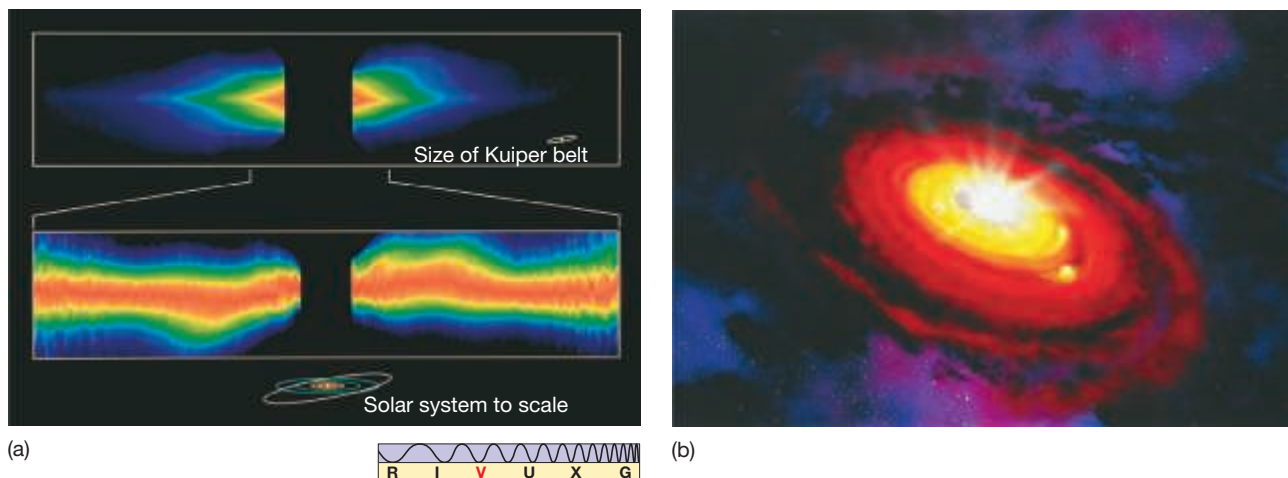 Size of Kuiper belt
Solar system to scale
(a)
R I V U X G
(b)